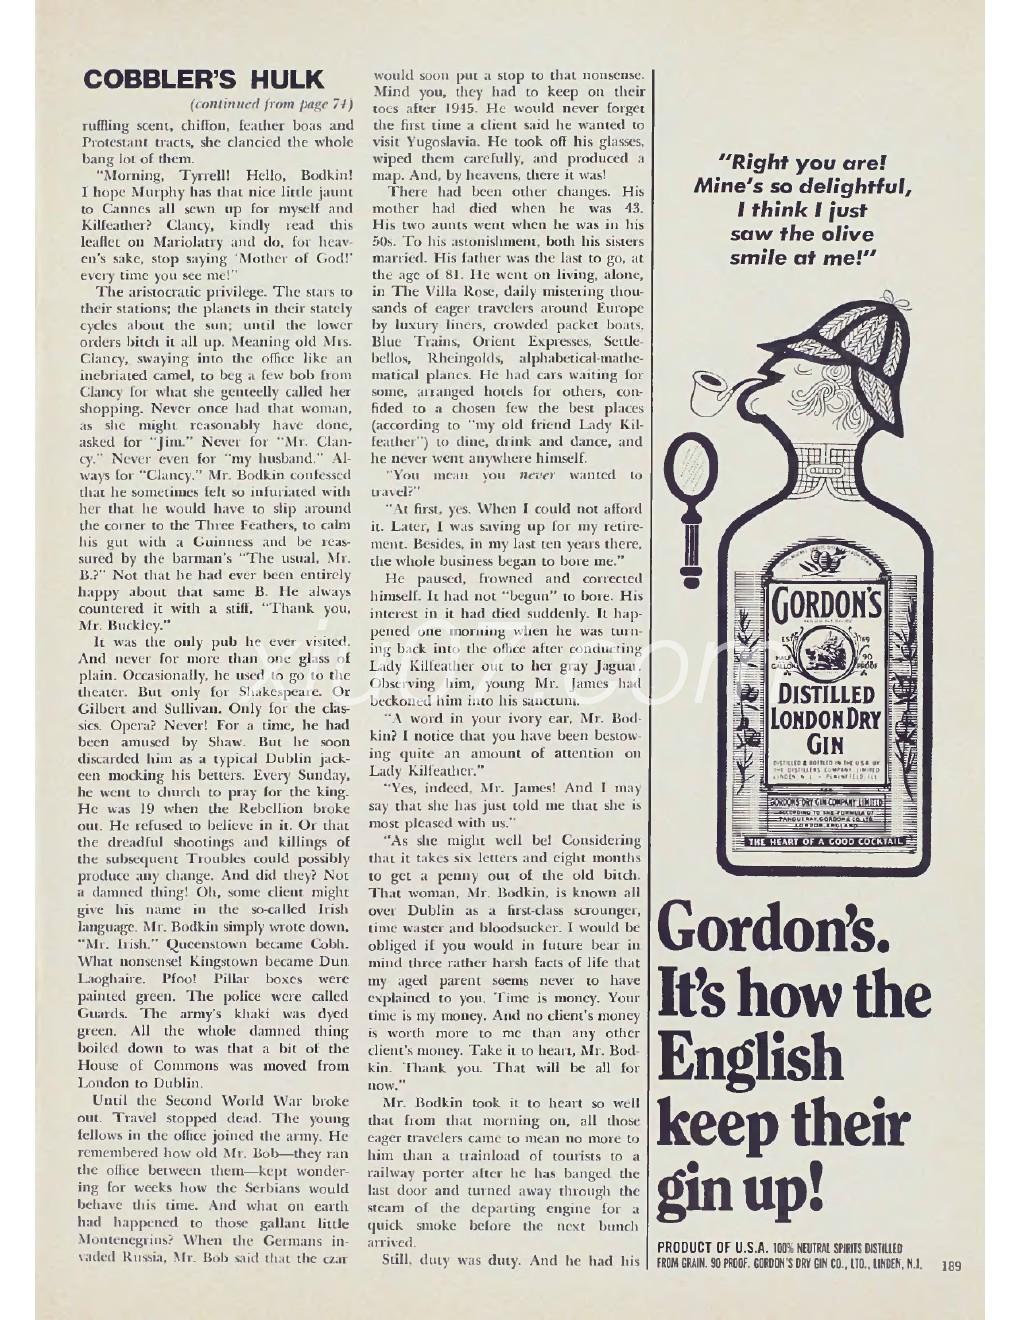 COBBLER'S HULK
(continued from page 74)
ruffling scent, chiffon, feather boas and
Protestant tracts, she clancied the whole
bang lot of them.
"Morning, Tyrrell! Hello, Bodkin!
I hope Murphy has that nice little jaunt
to Cannes all sewn up for myself and
Kilfeather? Clancy, kindly read this
leaflet on Mariolatry and do, for heav-
en's sake, stop saying 'Mother of God!'
every time you see me!"
The aristocratic privilege. The stars to
their stations; the planets in their stately
cycles about the sun; until the lower
orders bitch it all up. Meaning old Mrs.
Clancy, swaying into the office like an
inebriated camel, to beg a few bob from
Clancy for what she genteelly called her
shopping. Never once had that woman,
as she might reasonably have done,
asked for "Jim." Never for "Mr. Clan-
cy." Never even for "my husband." Al-
ways for "Clancy." Mr. Bodkin confessed
that he sometimes felt so infuriated with
her that he would have to slip around
the corner to the Three Feathers, to calm
his gut with a Guinness and be reas-
sured by the barman's "The usual, Mr.
B.?" Not that he had ever been entirely
happy about that same B. He always
countered it with a stiff, "Thank you,
Mr. Buckley."
It was the only pub he ever visited.
And never for more than one glass of
plain. Occasionally, he used to go to the
theater. But only for Shakespeare. Or
Gilbert and Sullivan. Only for the clas-
sics. Opera? Never! For a time, he had
been amused by Shaw. But he soon
discarded him as a typical Dublin jack-
een mocking his betters. Every Sunday,
he went to church to pray for the king.
He was 19 when the Rebellion broke
out. He refused to believe in it. Or that
the dreadful shootings and killings of
the subsequent Troubles could possibly
produce any change. And did they? Not
a damned thing! Oh, some client might
give his name in the so-called Irish
language. Mr. Bodkin simply wrote down,
"Mr. Irish." Queenstown became Cobh.
What nonsense! Kingstown became Dun
Laoghaire. Pfoo! Pillar boxes were
painted green. The police were called
Guards. The army's khaki was dyed
green. All the whole damned thing
boiled down to was that a bit of the
House of Commons was moved from
London to Dublin.
Until the Second World War broke
out. Travel stopped dead. The young
fellows in the office joined the army. He
remembered how old Mr. Bob—they ran
the office between them—kept wonder-
ing for weeks how the Serbians would
behave this time. And what on earth
had happened to those gallant little
Montenegrins? When the Germans in-
vaded Russia, Mr. Bob said that the czar
would soon put a stop to that nonsense.
Mind you, they had to keep on their
toes after 1945. He would never forget
the first time a client said he wanted to
visit Yugoslavia. He took off his glasses,
wiped them carefully, and produced a
map. And, by heavens, there it was!
There had been other changes. His
mother had died when he was 43.
His two aunts went when he was in his
50s. To his astonishment, both his sisters
married. His father was the last to go, at
the age of 81. He went on living, alone,
in The Villa Rose, daily mistering thou-
sands of eager travelers around Europe
by luxury liners, crowded packet boats,
Blue Trains, Orient Expresses, Settle-
bellos, Rheingolds, alphabetical-mathe-
matical planes. He had cars waiting for
some, arranged hotels for others, con-
fided to a chosen few the best places
(according to "my old friend Lady Kil-
feather") to dine, drink and dance, and
he never went anywhere himself.
"You mean you never wanted to
travel?"
"At first, yes. When I could not afford
it. Later, I was saving up for my retire-
ment. Besides, in my last ten years there,
the whole business began to bore me."
He paused, frowned and corrected
himself. It had not "begun" to bore. His
interest in it had died suddenly. It hap-
pened one morning when he was turn-
ing back into the office after conducting
Lady Kilfeather out to her gray Jaguar.
Observing him, young Mr. James had
beckoned him into his sanctum.
"A word in your ivory ear, Mr. Bod-
kin? I notice that you have been bestow-
ing quite an amount of attention on
Lady Kilfeather."
"Yes, indeed, Mr. James! And I may
say that she has just told me that she is
most pleased with us."
"As she might well be! Considering
that it takes six letters and eight months
to get a penny out of the old bitch.
That woman, Mr. Bodkin, is known all
over Dublin as a first-class scrounger,
time waster and bloodsucker. I would be
obliged if you would in future bear in
mind three rather harsh facts of life that
my aged parent seems never to have
explained to you. Time is money. Your
time is my money. And no client's money
is worth more to me than any other
client's money. Take it to heart, Mr. Bod-
kin. Thank you. That will be all for
now."
Mr. Bodkin took it to heart so well
that from that morning on, all those
eager travelers came to mean no more to
him than a trainload of tourists to a
railway porter after he has banged the
last door and turned away through the
steam of the departing engine for a
quick smoke before the next bunch
arrived.
Still, duty was duty. And he had his
"Right you are!
Mine's so delightful,
I think I just
saw the olive
smile at me!"
GORDON'S
HALF
GALLON
90
PROOF
DISTILLED
LONDON DRY
GIN
DISTILLED & BOTTLED IN THE U.S.A. BY
THE DISTILLERS COMPANY LIMITED
GORDON'S DRY GIN COMPANY LIMITED
ACCORDING TO THE FORMULA OF
TANQUERAY, GORDON & CO. LTD.
LONDON, ENGLAND
THE HEART OF A GOOD COCKTAIL
Gordon's.
It's how the
English
keep their
gin up!
PRODUCT OF U.S.A. 100% NEUTRAL SPIRITS DISTILLED
FROM GRAIN. 90 PROOF. GORDON'S DRY GIN CO., LTD., LINDEN, N.J.
189